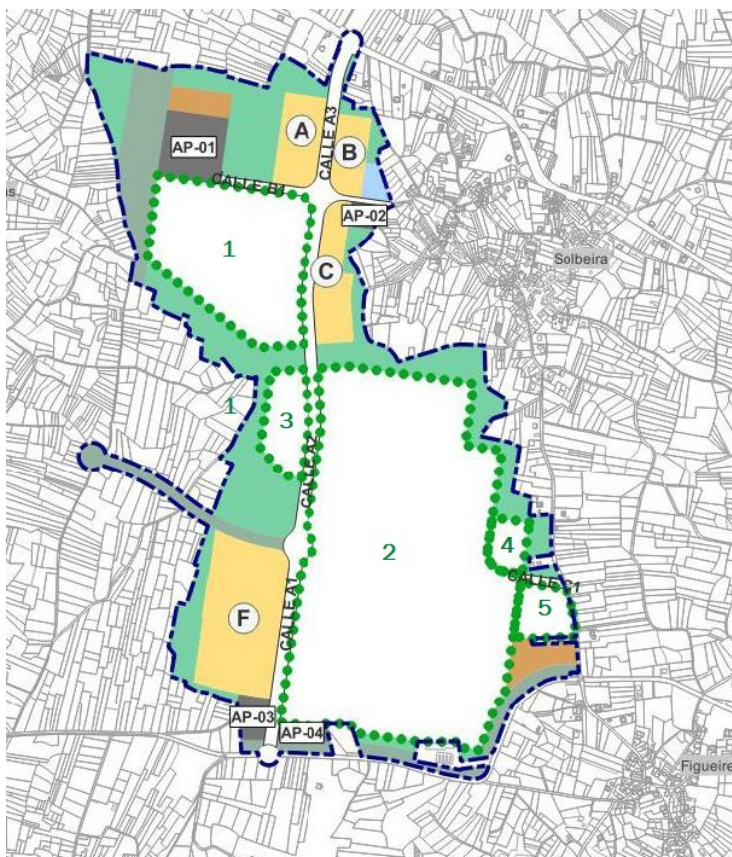 A
CALLE A3
B
AP-01
CALLE B1
AP-02
1
Solbeira
C
1
3
CALLE A2
2
4
CALLE C1
5
F
CALLE A1
AP-03
AP-04
Figueire